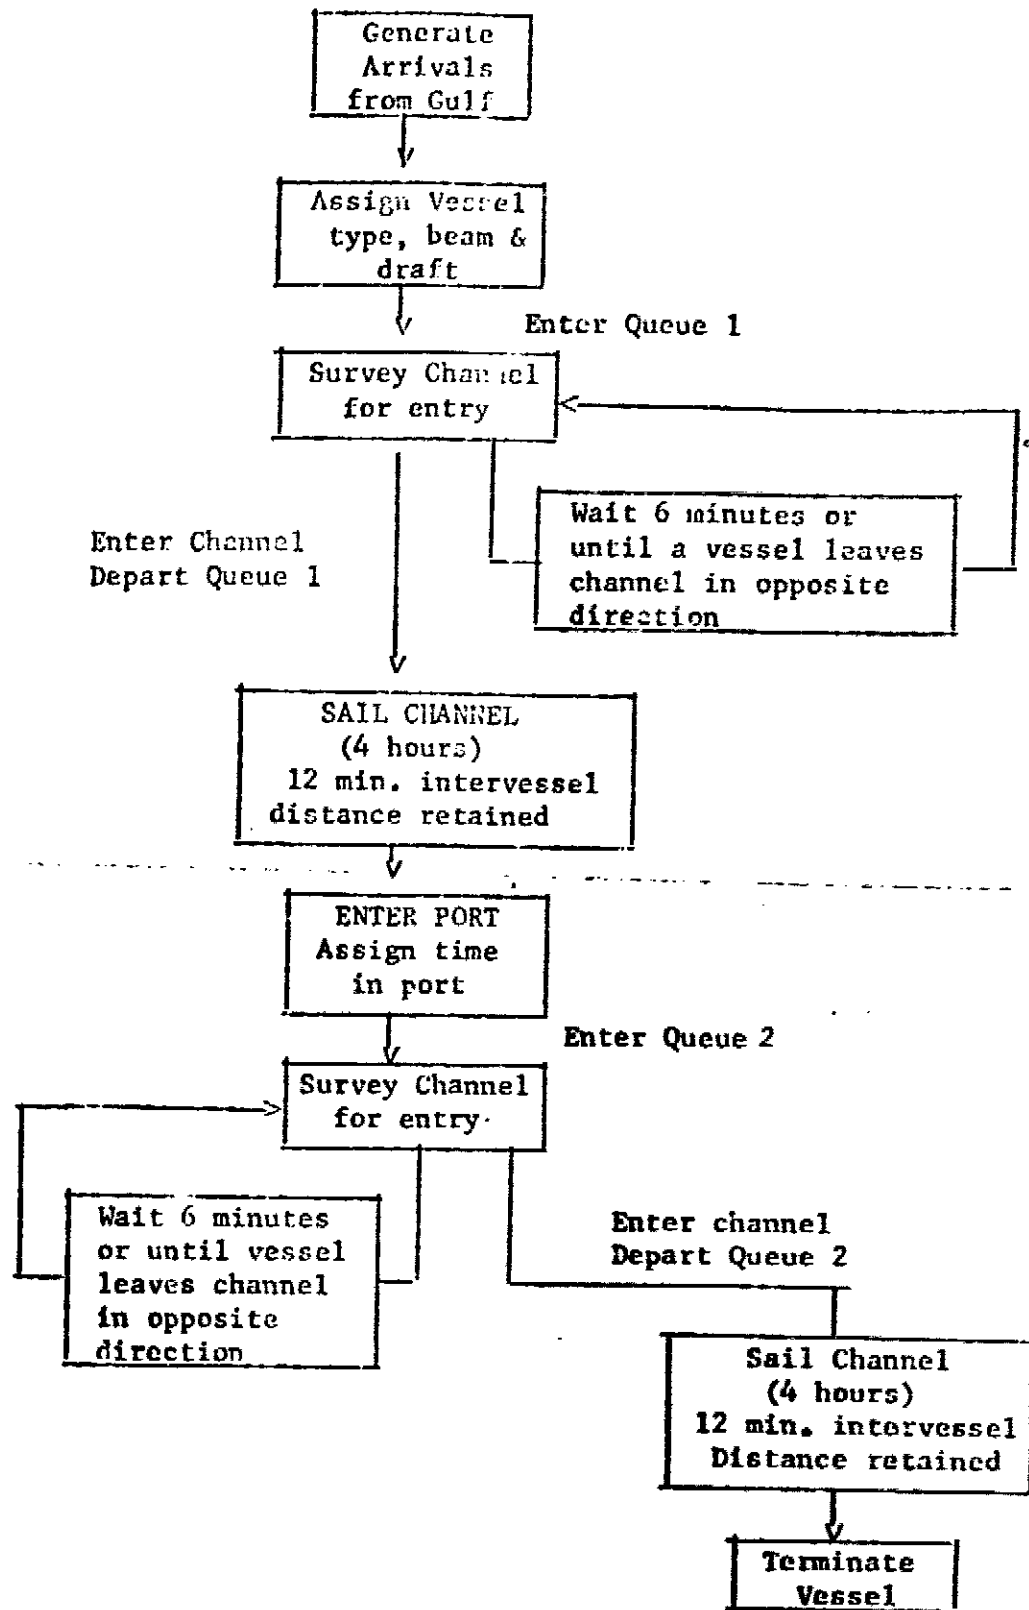 Generate
Arrivals
from Gulf
Assign Vessel
type, beam &
draft
Enter Queue 1
Survey Channel
for entry
Wait 6 minutes or
until a vessel leaves
channel in opposite
direction
Enter Channel
Depart Queue 1
SAIL CHANNEL
(4 hours)
12 min. intervessel
distance retained
ENTER PORT
Assign time
in port
Enter Queue 2
Survey Channel
for entry
Wait 6 minutes
or until vessel
leaves channel
in opposite
direction
Enter channel
Depart Queue 2
Sail Channel
(4 hours)
12 min. intervessel
Distance retained
Terminate
Vessel